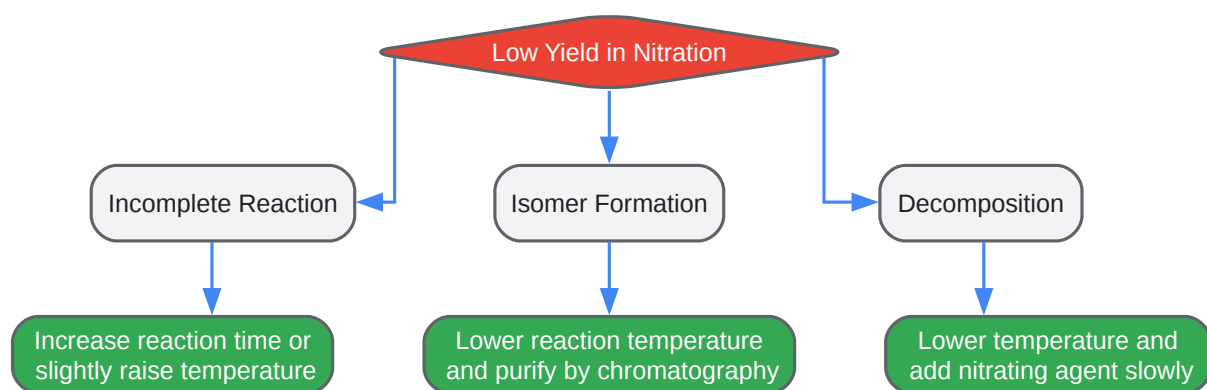 Low Yield in Nitration
Incomplete Reaction
Isomer Formation
Decomposition
Increase reaction time or
slightly raise temperature
Lower reaction temperature
and purify by chromatography
Lower temperature and
add nitrating agent slowly